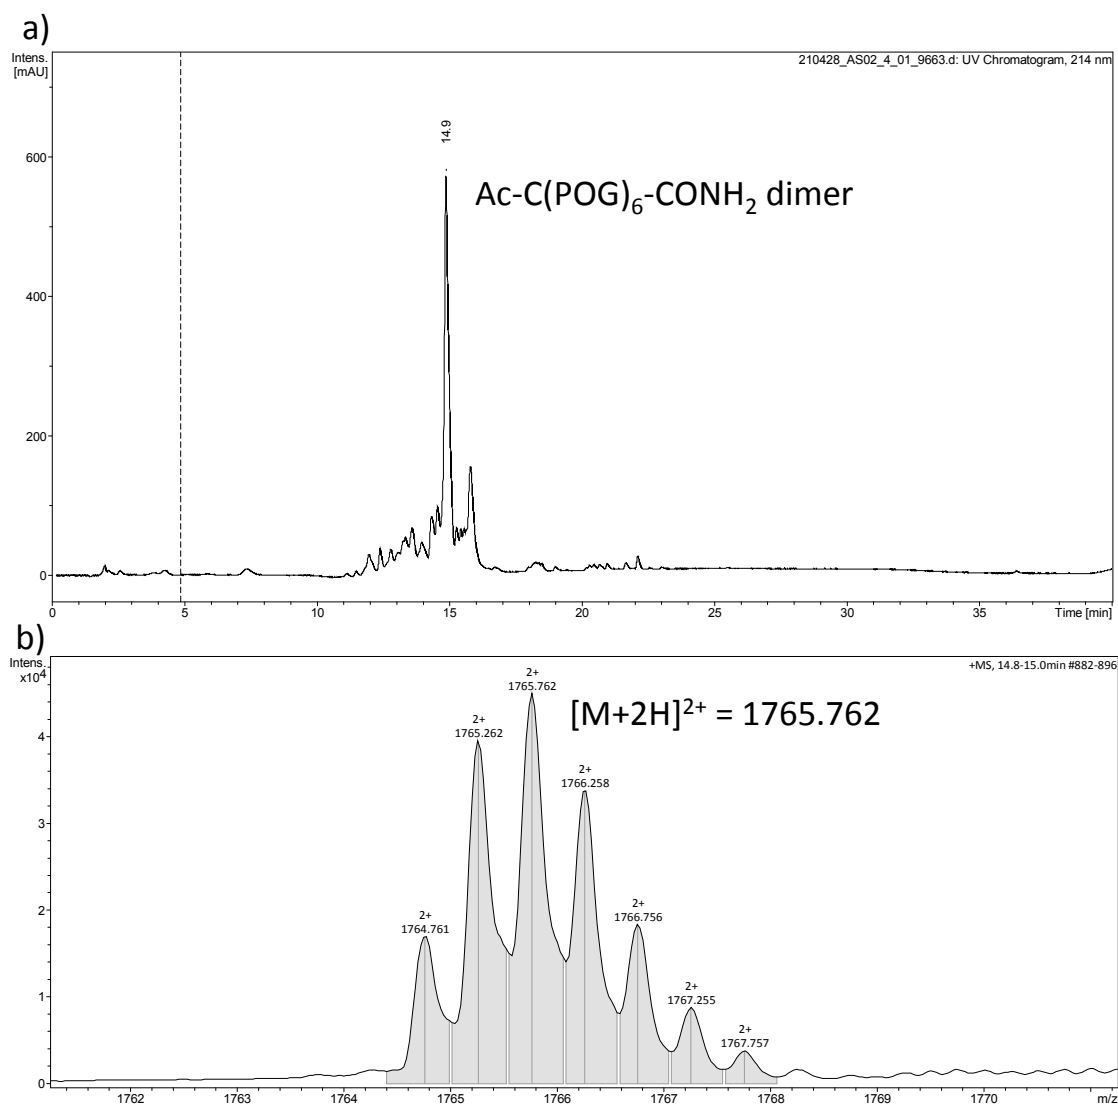 a)
Intens.
[mAU]
210428_AS02_4_01_9663.d: UV Chromatogram, 214 nm
14.9
600
Ac-C(POG)6-CONH2 dimer
400
200
0
0 5 10 15 20 25 30 35 Time [min]
b)
Intens.
x10⁴
+MS, 14.8-15.0min #882-896
2+
1765.762
[M+2H]²⁺ = 1765.762
2+
1765.262
4
2+
1766.258
3
2+
1766.756
2+
1764.761
2
2+
1767.255
1
2+
1767.757
0
1762 1763 1764 1765 1766 1767 1768 1769 1770 m/z